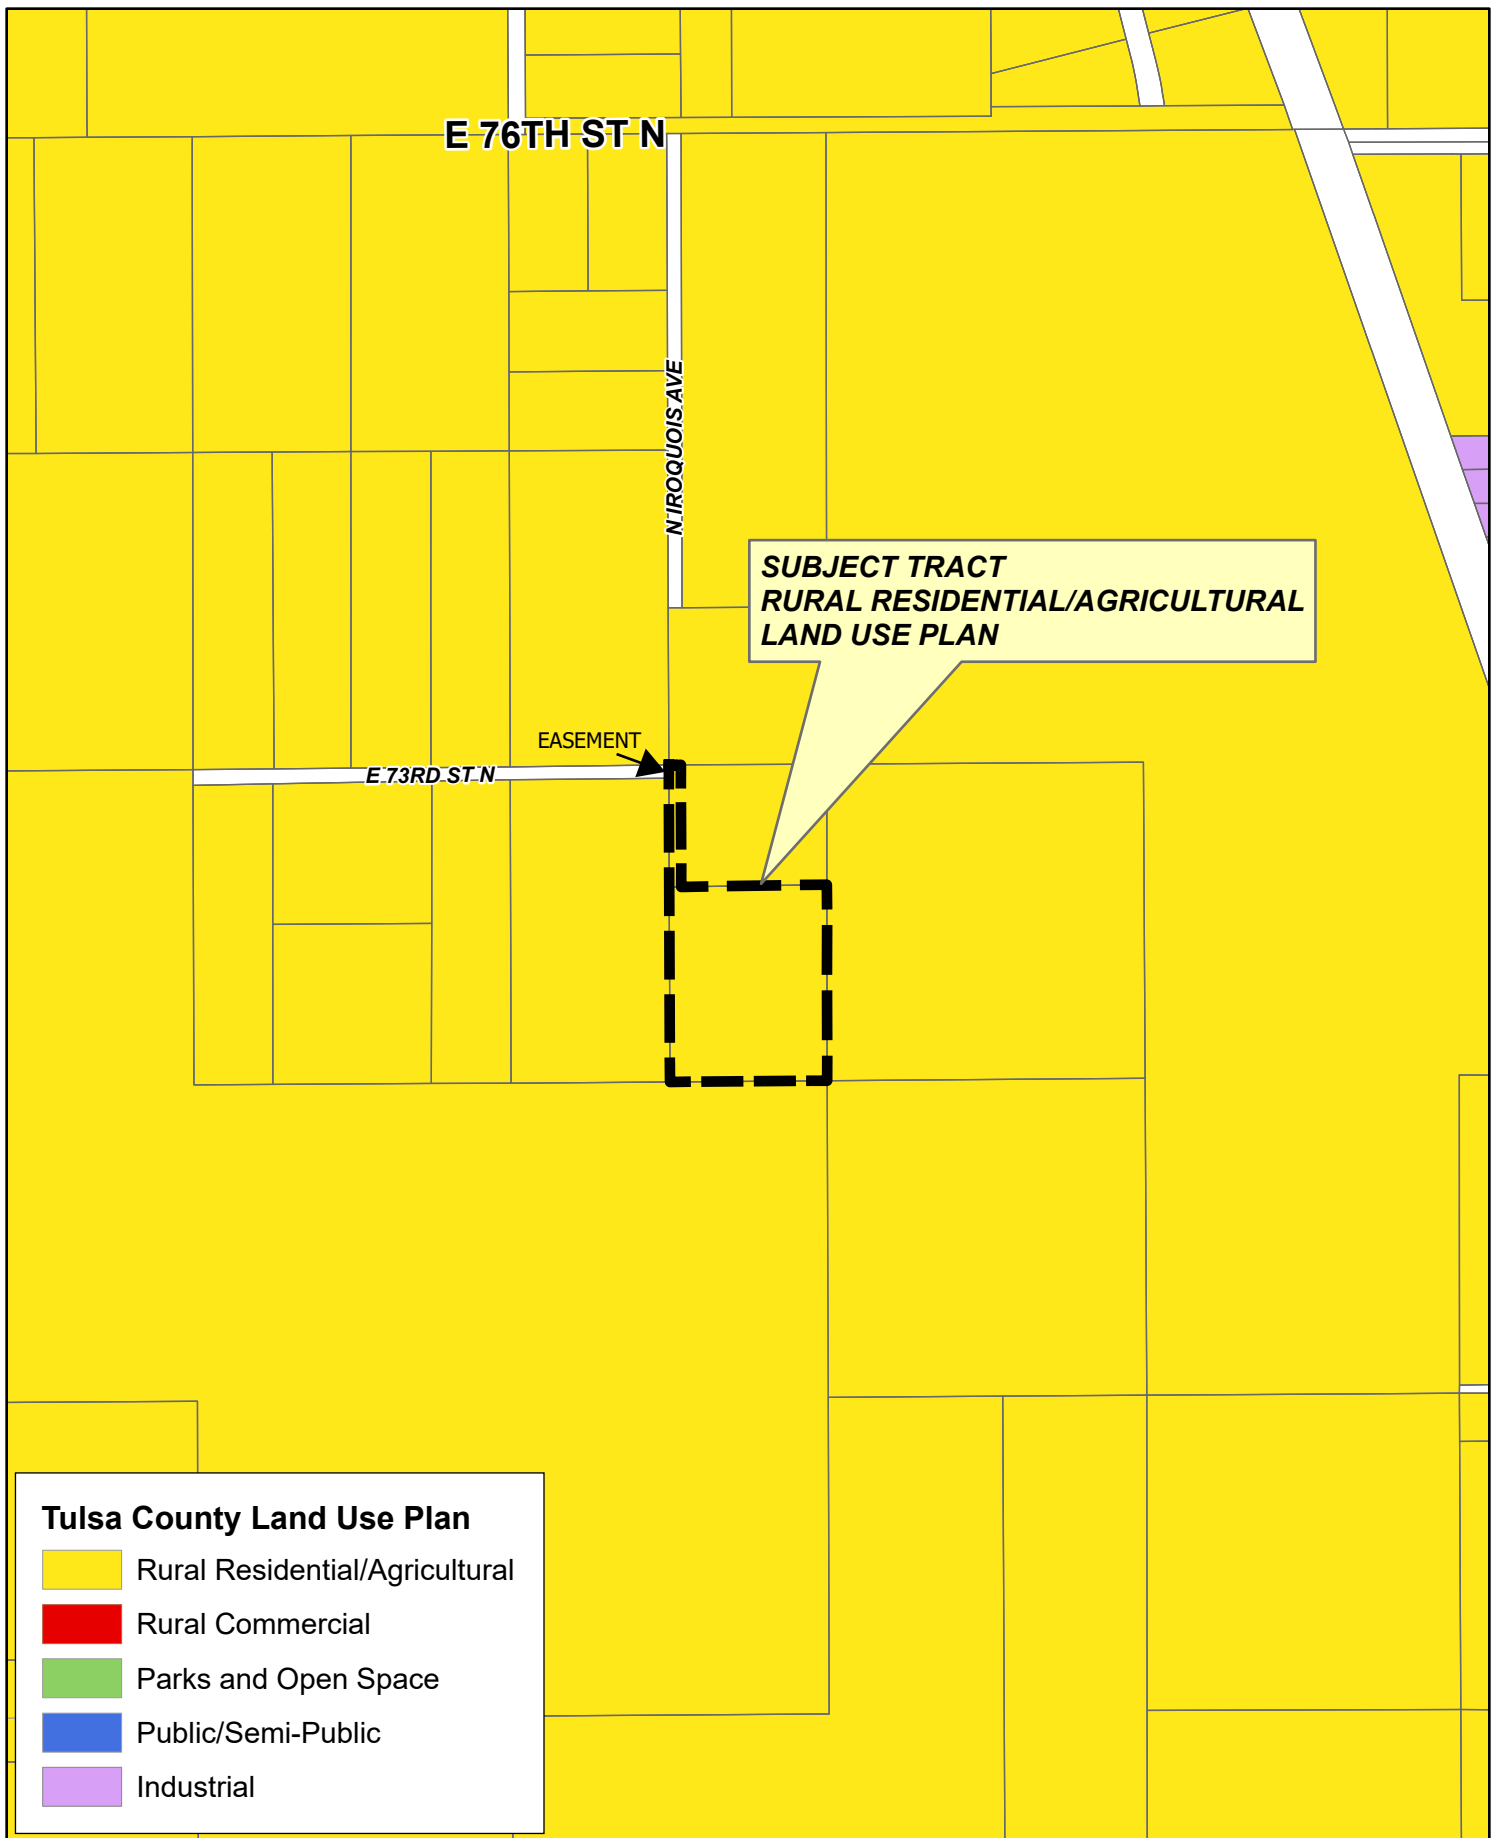 E 76TH ST N
N IROQUOIS AVE
SUBJECT TRACT
RURAL RESIDENTIAL/AGRICULTURAL
LAND USE PLAN
EASEMENT
E 73RD ST N
Tulsa County Land Use Plan
Rural Residential/Agricultural
Rural Commercial
Parks and Open Space
Public/Semi-Public
Industrial